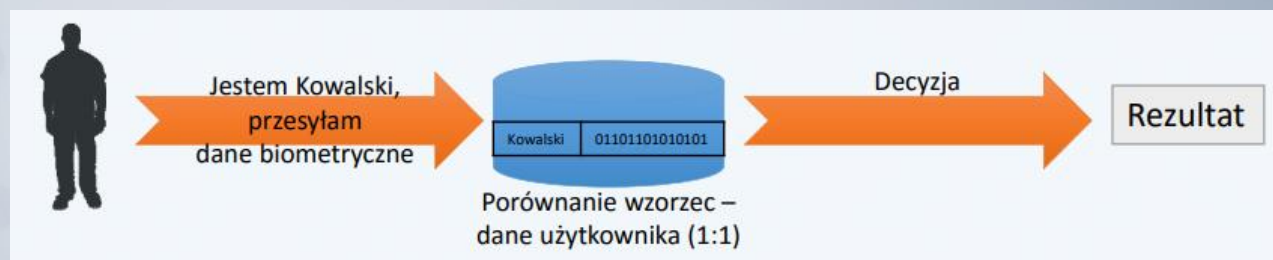 Jestem Kowalski,
przesyłam
dane biometryczne
Kowalski 01101101010101
Porównanie wzorzec –
dane użytkownika (1:1)
Decyzja
Rezultat